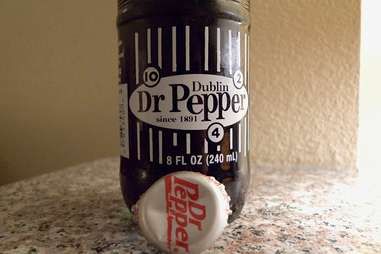 10
2
Dublin
Dr Pepper
since 1891
4
8 FL OZ (240 mL)
Dr
Pepper